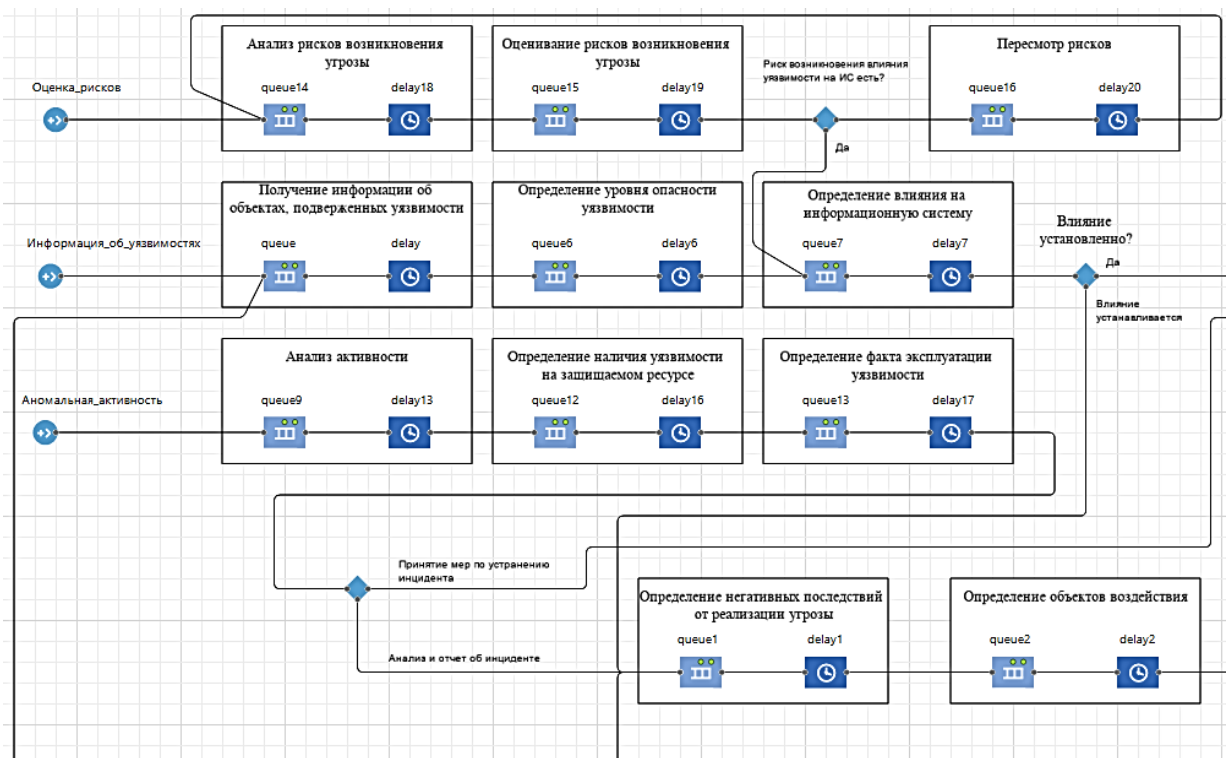 Анализ рисков возникновения
угрозы
Оценивание рисков возникновения
угрозы
Пересмотр рисков
Риск возникновения влияния
уязвимости на ИС есть?
Оценка_рисков
queue14
delay18
queue15
delay19
queue16
delay20
Да
Получение информации об
объектах, подверженных уязвимости
Определение уровня опасности
уязвимости
Определение влияния на
информационную систему
Влияние
установленно?
Информация_об_уязвимостях
queue
delay
queue6
delay6
queue7
delay7
Да
Влияние
устанавливается
Анализ активности
Определение наличия уязвимости
на защищаемом ресурсе
Определение факта эксплуатации
уязвимости
Аномальная_активность
queue9
delay13
queue12
delay16
queue13
delay17
Принятие мер по устранению
инцидента
Определение негативных последствий
от реализации угрозы
Определение объектов воздействия
queue1
delay1
queue2
delay2
Анализ и отчет об инциденте